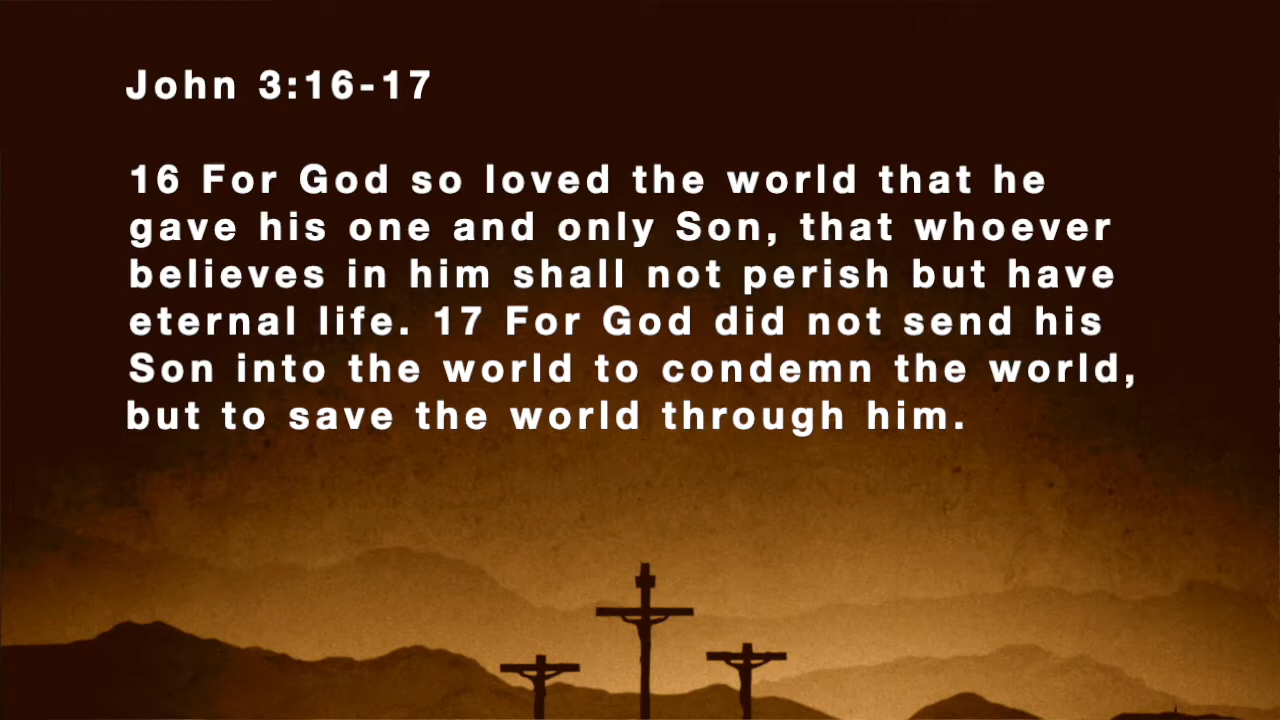 John 3:16-17
16 For God so loved the world that he
gave his one and only Son, that whoever
believes in him shall not perish but have
eternal life. 17 For God did not send his
Son into the world to condemn the world,
but to save the world through him.